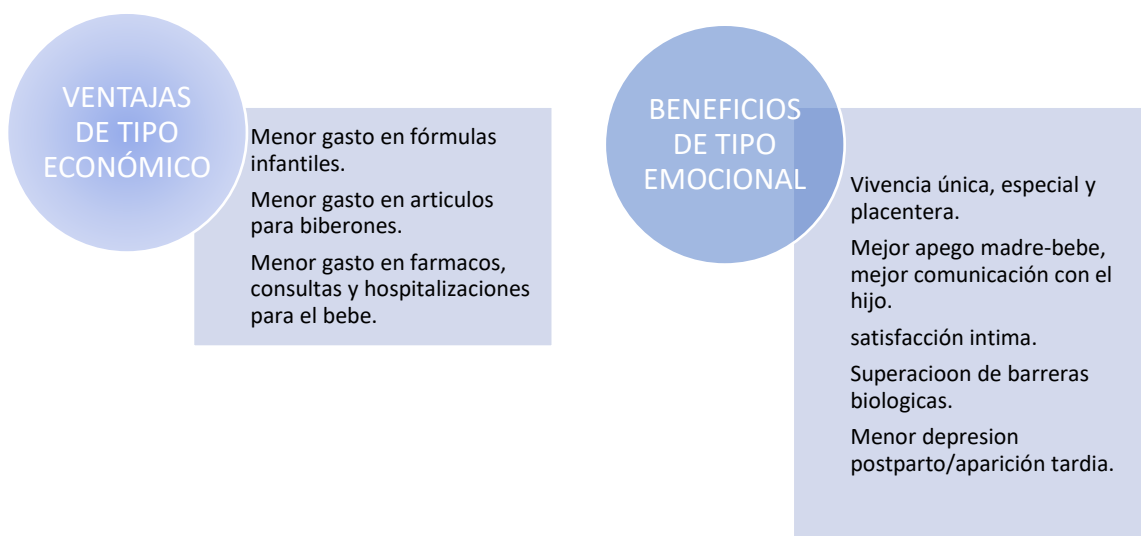 VENTAJAS
DE TIPO
ECONÓMICO
Menor gasto en fórmulas
infantiles.
Menor gasto en articulos
para biberones.
Menor gasto en farmacos,
consultas y hospitalizaciones
para el bebe.
BENEFICIOS
DE TIPO
EMOCIONAL
Vivencia única, especial y
placentera.
Mejor apego madre-bebe,
mejor comunicación con el
hijo.
satisfacción intima.
Superacioon de barreras
biologicas.
Menor depresion
postparto/aparición tardia.